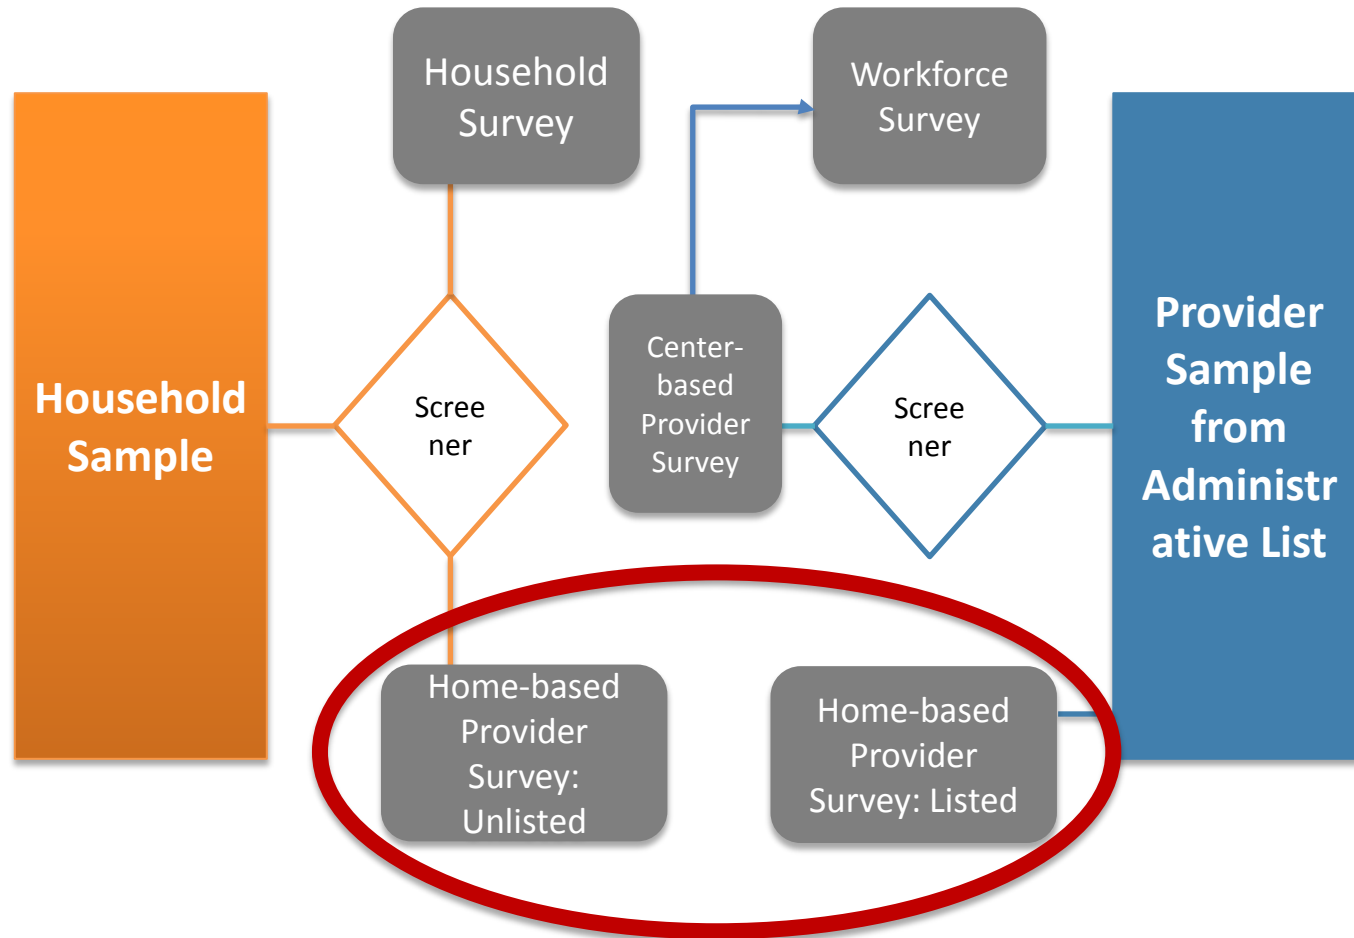 Household
Survey
Workforce
Survey
Household
Sample
Scree
ner
Center-
based
Provider
Survey
Scree
ner
Provider
Sample
from
Administr
ative List
Home-based
Provider
Survey:
Unlisted
Home-based
Provider
Survey: Listed